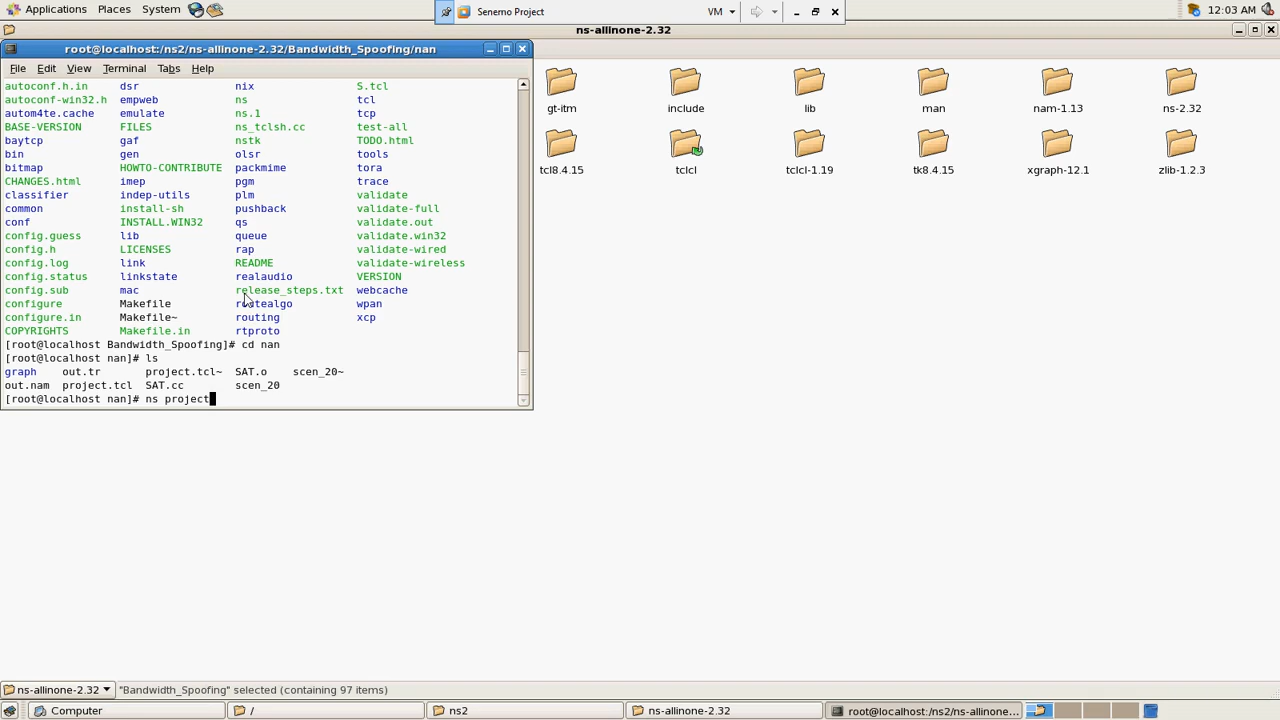 Applications Places System
Senemo Project
VM
12:03 AM
ns-allinone-2.32
root@localhost:/ns2/ns-allinone-2.32/Bandwidth_Spoofing/nan
File Edit View Terminal Tabs Help
autoconf.h.in dsr nix S.tcl
autoconf-win32.h empweb ns tcl
autom4te.cache emulate ns.1 tcp
BASE-VERSION FILES ns_tclsh.cc test-all
baytcp gaf nstk TODO.html
bin gen olsr tools
bitmap HOWTO-CONTRIBUTE packmime tora
CHANGES.html imep pgm trace
classifier indep-utils plm validate
common install-sh pushback validate-full
conf INSTALL.WIN32 qs validate.out
config.guess lib queue validate.win32
config.h LICENSES rap validate-wired
config.log link README validate-wireless
config.status linkstate realaudio VERSION
config.sub mac release_steps.txt webcache
configure Makefile routealgo wpan
configure.in Makefile~ routing xcp
COPYRIGHTS Makefile.in rtproto
[root@localhost Bandwidth_Spoofing]# cd nan
[root@localhost nan]# ls
graph out.tr project.tcl~ SAT.o scen_20~
out.nam project.tcl SAT.cc scen_20
[root@localhost nan]# ns project
gt-itm include lib man nam-1.13 ns-2.32
tcl8.4.15 tclcl tclcl-1.19 tk8.4.15 xgraph-12.1 zlib-1.2.3
ns-allinone-2.32 "Bandwidth_Spoofing" selected (containing 97 items)
Computer / ns2 ns-allinone-2.32 root@localhost:/ns2/ns-allinone...